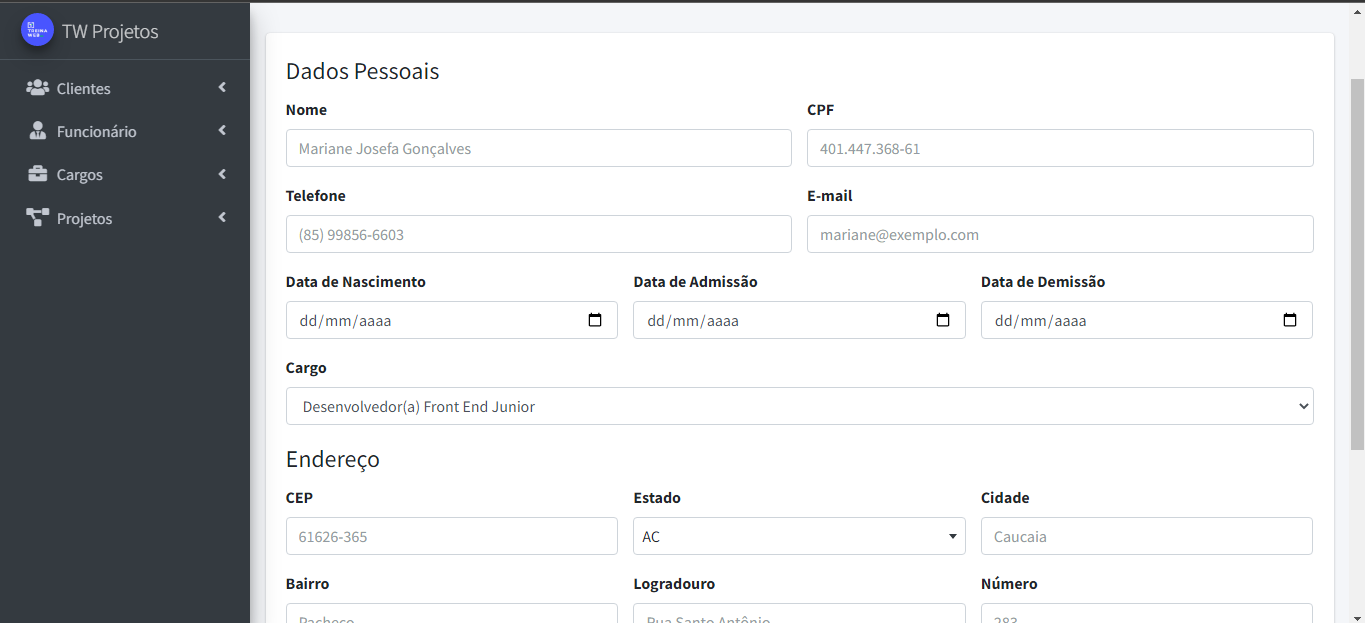 TREINA
WEB
TW Projetos
Clientes
Funcionário
Cargos
Projetos
Dados Pessoais
Nome CPF
Mariane Josefa Gonçalves 401.447.368-61
Telefone E-mail
(85) 99856-6603 mariane@exemplo.com
Data de Nascimento Data de Admissão Data de Demissão
dd/mm/aaaa dd/mm/aaaa dd/mm/aaaa
Cargo
Desenvolvedor(a) Front End Junior
Endereço
CEP Estado Cidade
61626-365 AC Caucaia
Bairro Logradouro Número
Pacheco Rua Santo Antônio 283